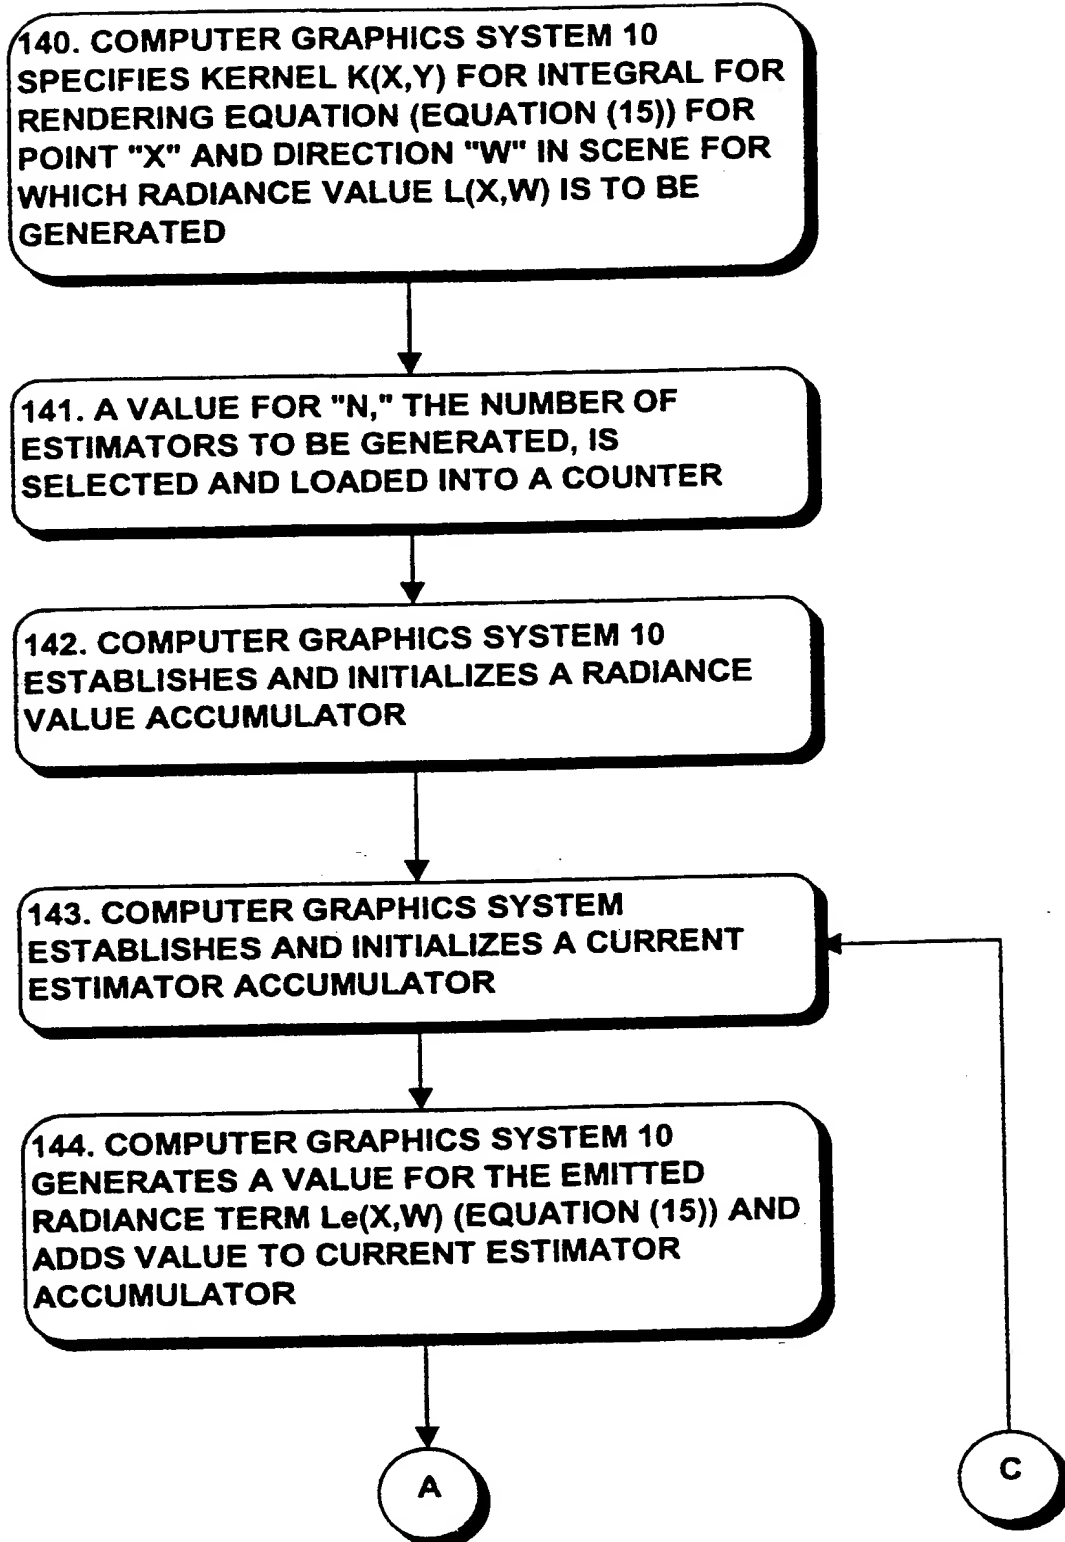 140. COMPUTER GRAPHICS SYSTEM 10
SPECIFIES KERNEL K(X,Y) FOR INTEGRAL FOR
RENDERING EQUATION (EQUATION (15)) FOR
POINT "X" AND DIRECTION "W" IN SCENE FOR
WHICH RADIANCE VALUE L(X,W) IS TO BE
GENERATED
141. A VALUE FOR "N," THE NUMBER OF
ESTIMATORS TO BE GENERATED, IS
SELECTED AND LOADED INTO A COUNTER
142. COMPUTER GRAPHICS SYSTEM 10
ESTABLISHES AND INITIALIZES A RADIANCE
VALUE ACCUMULATOR
143. COMPUTER GRAPHICS SYSTEM
ESTABLISHES AND INITIALIZES A CURRENT
ESTIMATOR ACCUMULATOR
144. COMPUTER GRAPHICS SYSTEM 10
GENERATES A VALUE FOR THE EMITTED
RADIANCE TERM Le(X,W) (EQUATION (15)) AND
ADDS VALUE TO CURRENT ESTIMATOR
ACCUMULATOR
A
C